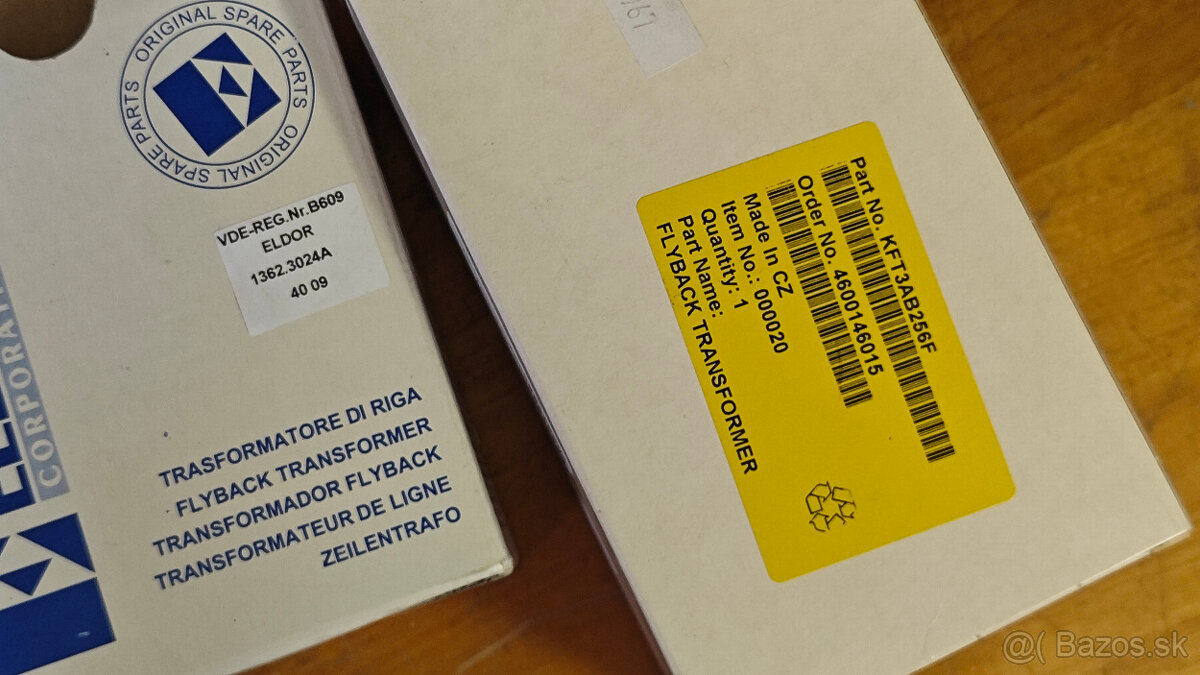 ORIGINAL SPARE PARTS ORIGINAL SPARE PARTS
VDE-REG.Nr.B609
ELDOR
1362.3024A
40 09
CORPORATI
TRASFORMATORE DI RIGA
FLYBACK TRANSFORMER
TRANSFORMADOR FLYBACK
TRANSFORMATEUR DE LIGNE
ZEILENTRAFO
Part No. KFT3AB256F
Order No. 4600146015
Made In CZ
Item No.: 000020
Quantity: 1
Part Name:
FLYBACK TRANSFORMER
@( Bazos.sk